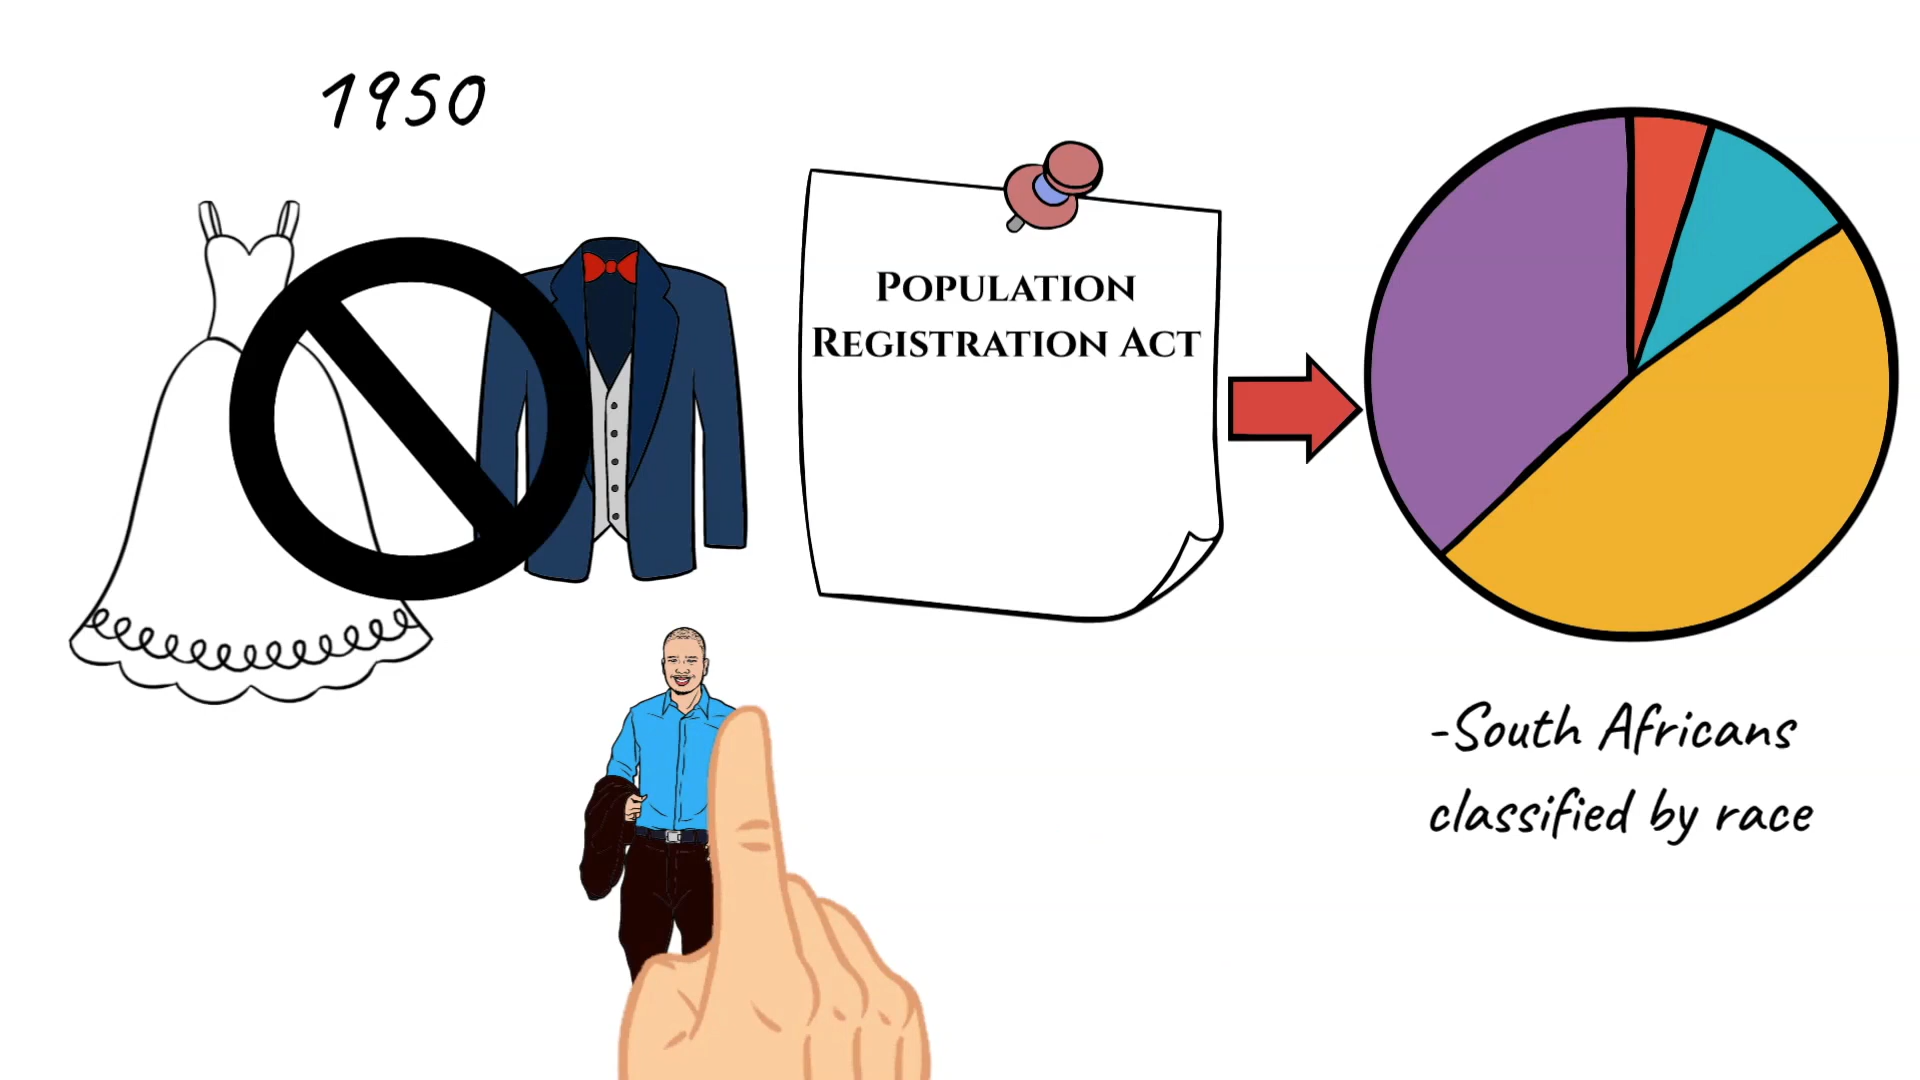 1950
Population
Registration Act
-South Africans
classified by race